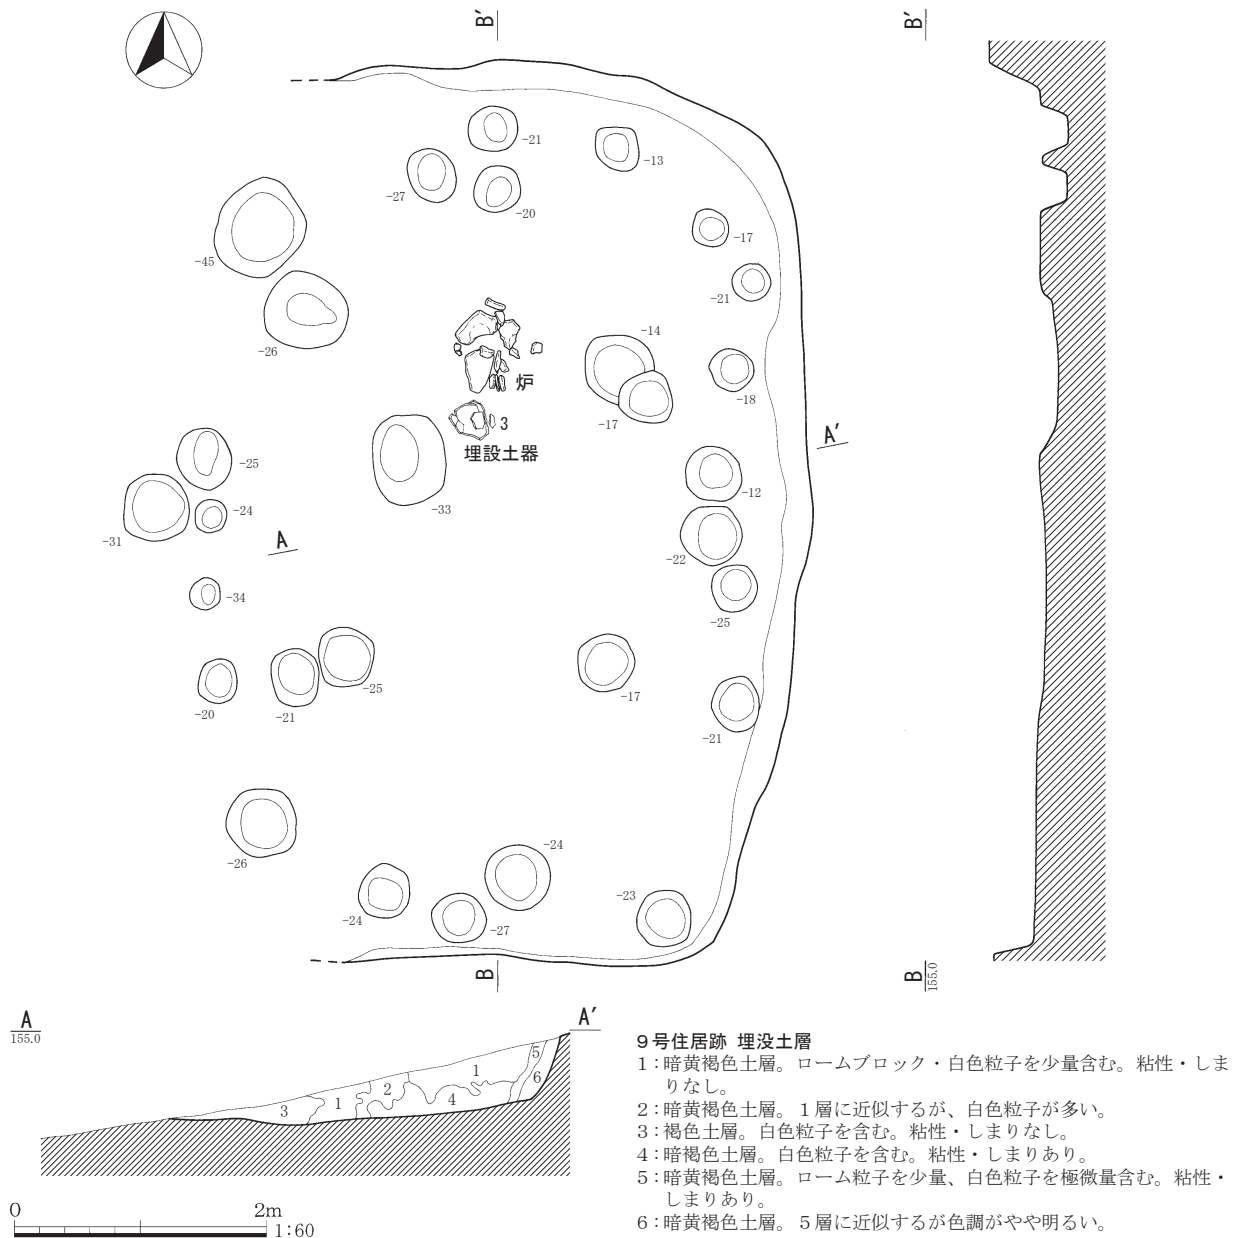 B′
B′
-21
-13
-27
-20
-17
-45
-21
-26
-14
炉
-18
-17
3
埋設土器
A′
-25
-12
-24
-33
-31
A
-22
-34
-25
-25
-17
-20
-21
-21
-24
-26
-23
-24
-27
B
B
155.0
A
155.0
A′
5
1
6
2
1
4
3
9号住居跡 埋没土層
1：暗黄褐色土層。ロームブロック・白色粒子を少量含む。粘性・しま
りなし。
2：暗黄褐色土層。１層に近似するが、白色粒子が多い。
3：褐色土層。白色粒子を含む。粘性・しまりなし。
4：暗褐色土層。白色粒子を含む。粘性・しまりあり。
5：暗黄褐色土層。ローム粒子を少量、白色粒子を極微量含む。粘性・
しまりあり。
6：暗黄褐色土層。５層に近似するが色調がやや明るい。
0
2m
1:60